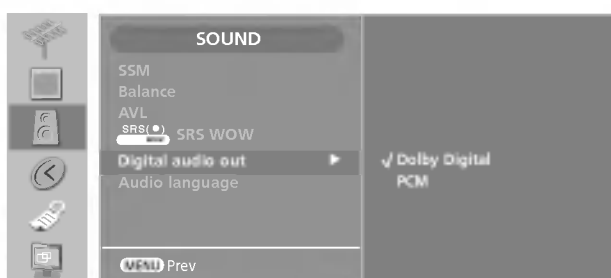 SOUND
SSM
Balance
AVL
SRS(●) SRS WOW
Digital audio out ▶
Audio language
√ Dolby Digital
PCM
MENU Prev